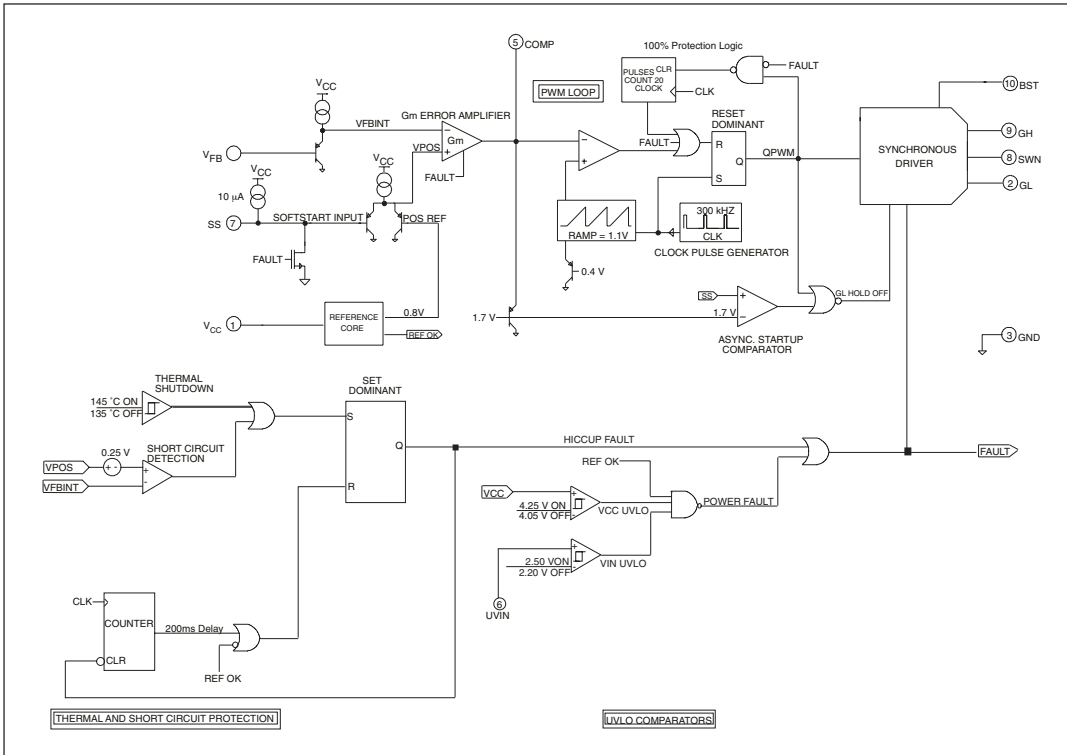 5 COMP
100% Protection Logic
FAULT
PULSES CLR
COUNT 20
CLOCK
CLK
PWM LOOP
10 BST
VCC
Gm ERROR AMPLIFIER
VFBINT
−
Gm
+
VPOS
FAULT
VFB
VCC
RESET
DOMINANT
−
+
FAULT
R
Q
S
QPWM
SYNCHRONOUS
DRIVER
9 GH
8 SWN
2 GL
VCC
10 μA
SS 7
SOFTSTART INPUT
POS REF
FAULT
RAMP = 1.1V
300 kHZ
CLK
CLOCK PULSE GENERATOR
0.4 V
VCC 1
REFERENCE
CORE
0.8V
REF OK
1.7 V
SS
+
−
1.7 V
GL HOLD OFF
ASYNC. STARTUP
COMPARATOR
3 GND
THERMAL
SHUTDOWN
145 ˚C ON
135 ˚C OFF
SET
DOMINANT
S
Q
R
0.25 V
+ -
VPOS
VFBINT
SHORT CIRCUIT
DETECTION
+
-
HICCUP FAULT
FAULT
REF OK
VCC
+
-
4.25 V ON
4.05 V OFF
VCC UVLO
POWER FAULT
+
-
2.50 VON
2.20 V OFF
VIN UVLO
6
UVIN
CLK
COUNTER
CLR
200ms Delay
REF OK
THERMAL AND SHORT CIRCUIT PROTECTION
UVLO COMPARATORS